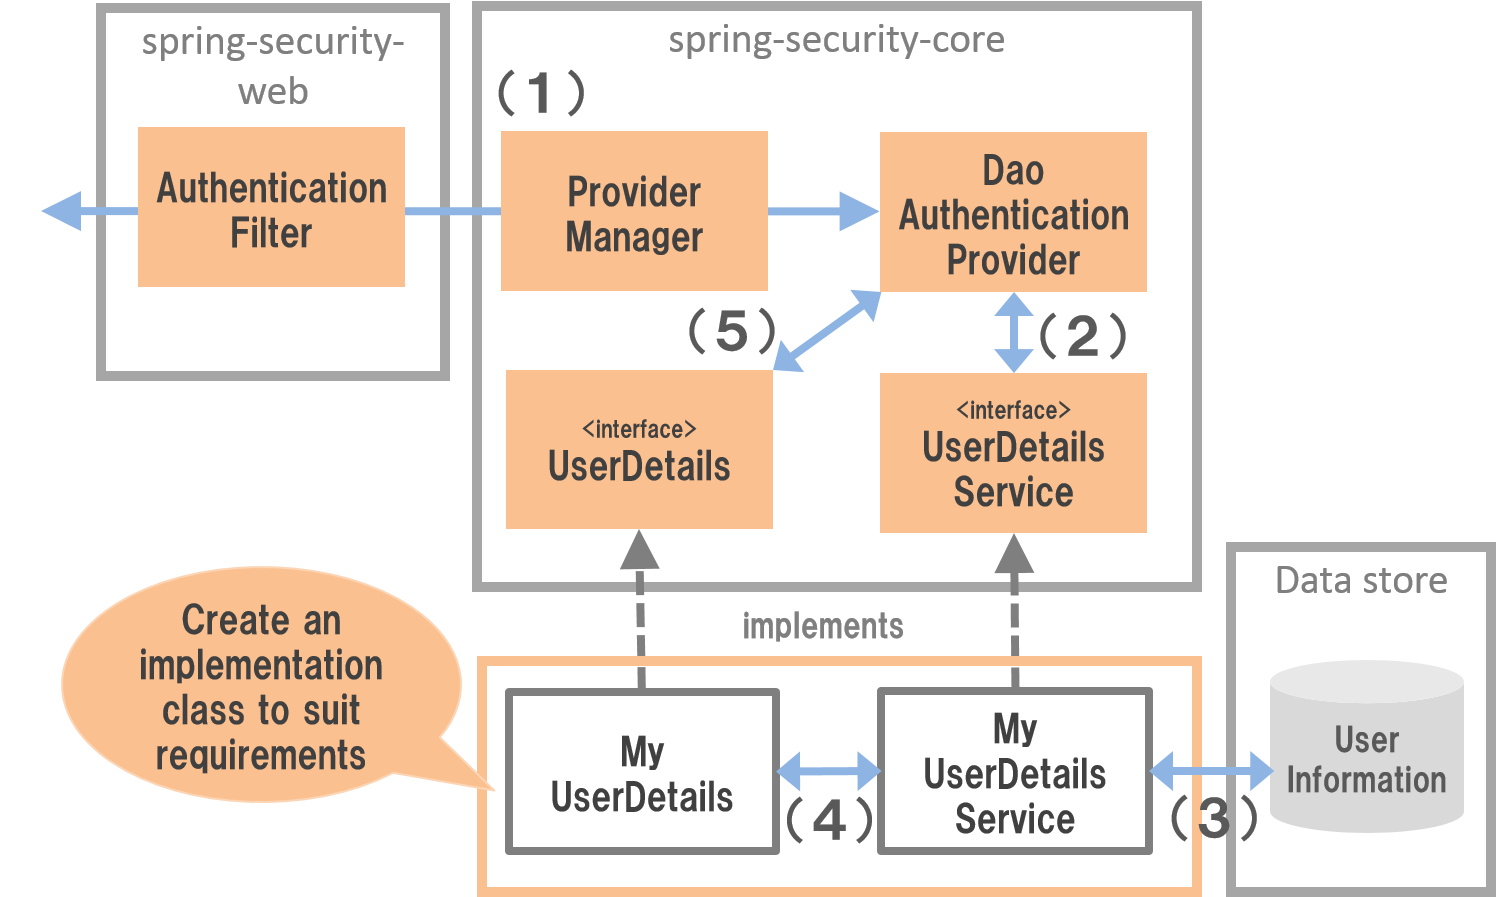 spring-security-
web
spring-security-core
(1)
Authentication
Filter
Provider
Manager
Dao
Authentication
Provider
(5)
(2)
<interface>
UserDetails
<interface>
UserDetails
Service
Data store
implements
Create an
implementation
class to suit
requirements
My
UserDetails
(4)
My
UserDetails
Service
(3)
User
Information